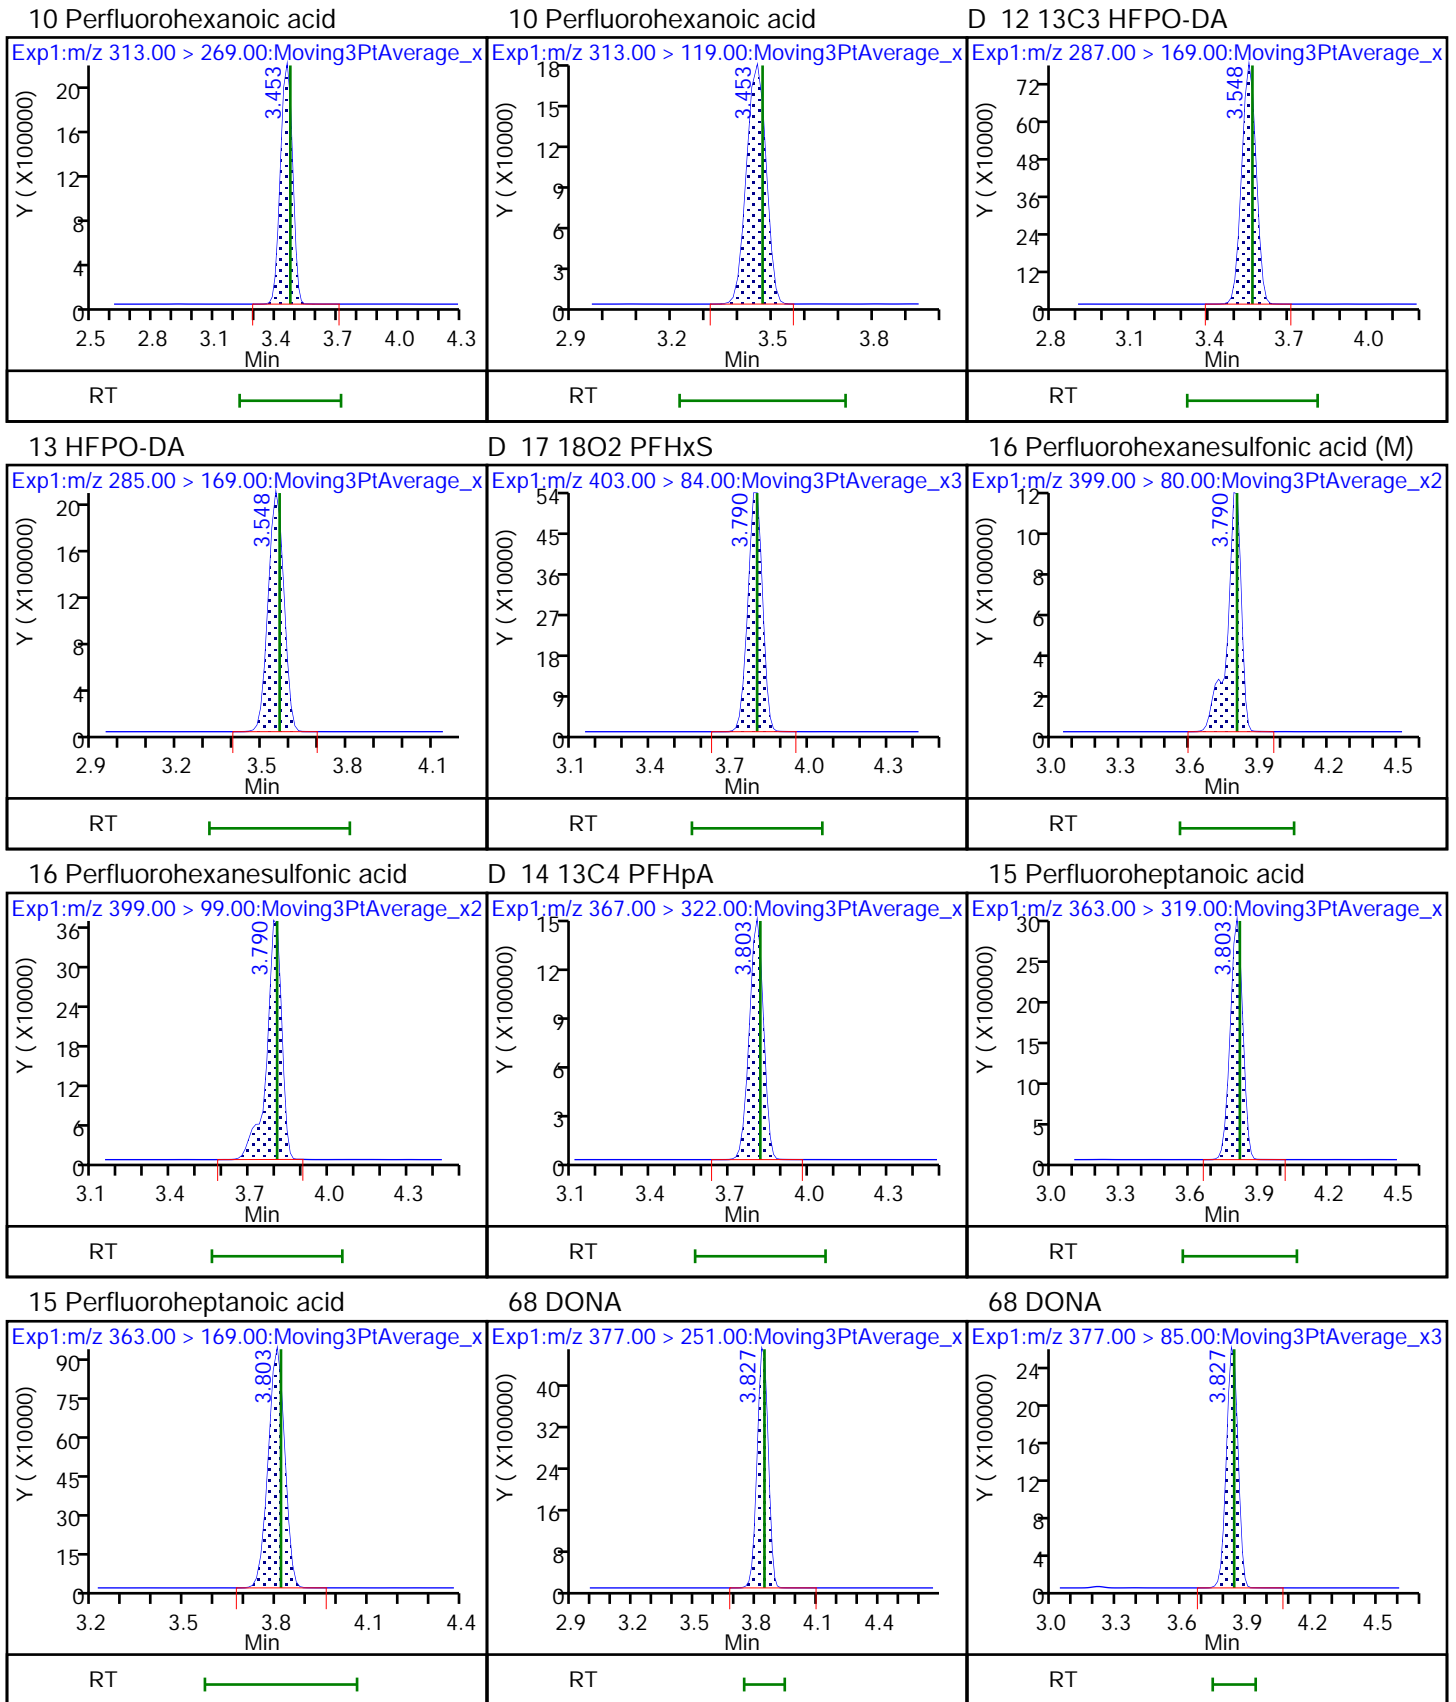 10 Perfluorohexanoic acid
Exp1:m/z 313.00 > 269.00:Moving3PtAverage_x
3.453
Y ( X100000)
20
16
12
8
4
0
2.5 2.8 3.1 3.4 3.7 4.0 4.3
Min
RT
10 Perfluorohexanoic acid
Exp1:m/z 313.00 > 119.00:Moving3PtAverage_x
3.453
Y ( X10000)
18
15
12
9
6
3
0
2.9 3.2 3.5 3.8
Min
RT
D 12 13C3 HFPO-DA
Exp1:m/z 287.00 > 169.00:Moving3PtAverage_x
3.548
Y ( X10000)
72
60
48
36
24
12
0
2.8 3.1 3.4 3.7 4.0
Min
RT
13 HFPO-DA
Exp1:m/z 285.00 > 169.00:Moving3PtAverage_x
3.548
Y ( X10000)
20
16
12
8
4
0
2.9 3.2 3.5 3.8 4.1
Min
RT
D 17 18O2 PFHxS
Exp1:m/z 403.00 > 84.00:Moving3PtAverage_x3
3.790
Y ( X10000)
54
45
36
27
18
9
0
3.1 3.4 3.7 4.0 4.3
Min
RT
16 Perfluorohexanesulfonic acid (M)
Exp1:m/z 399.00 > 80.00:Moving3PtAverage_x2
3.790
Y ( X100000)
12
10
8
6
4
2
0
3.0 3.3 3.6 3.9 4.2 4.5
Min
RT
16 Perfluorohexanesulfonic acid
Exp1:m/z 399.00 > 99.00:Moving3PtAverage_x2
3.790
Y ( X10000)
36
30
24
18
12
6
0
3.1 3.4 3.7 4.0 4.3
Min
RT
D 14 13C4 PFHpA
Exp1:m/z 367.00 > 322.00:Moving3PtAverage_x
3.803
Y ( X100000)
15
12
9
6
3
0
3.1 3.4 3.7 4.0 4.3
Min
RT
15 Perfluoroheptanoic acid
Exp1:m/z 363.00 > 319.00:Moving3PtAverage_x
3.803
Y ( X100000)
30
25
20
15
10
5
0
3.0 3.3 3.6 3.9 4.2 4.5
Min
RT
15 Perfluoroheptanoic acid
Exp1:m/z 363.00 > 169.00:Moving3PtAverage_x
3.803
Y ( X10000)
90
75
60
45
30
15
0
3.2 3.5 3.8 4.1 4.4
Min
RT
68 DONA
Exp1:m/z 377.00 > 251.00:Moving3PtAverage_x
3.827
Y ( X100000)
40
32
24
16
8
0
2.9 3.2 3.5 3.8 4.1 4.4
Min
RT
68 DONA
Exp1:m/z 377.00 > 85.00:Moving3PtAverage_x3
3.827
Y ( X100000)
24
20
16
12
8
4
0
3.0 3.3 3.6 3.9 4.2 4.5
Min
RT